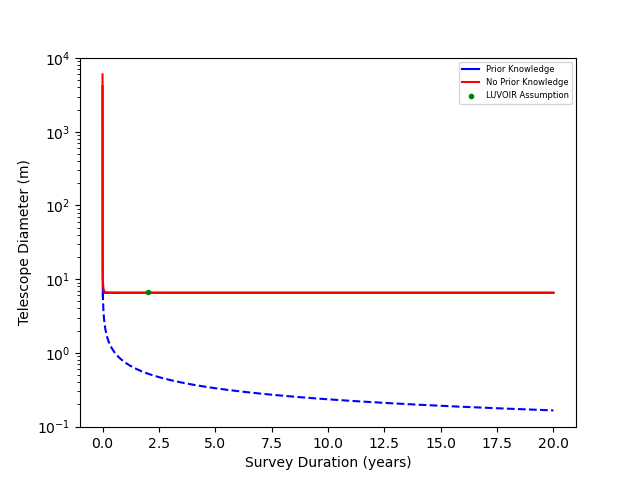 10⁴
10³
10²
10¹
10⁰
10⁻¹
Telescope Diameter (m)
Prior Knowledge
No Prior Knowledge
LUVOIR Assumption
0.0 2.5 5.0 7.5 10.0 12.5 15.0 17.5 20.0
Survey Duration (years)